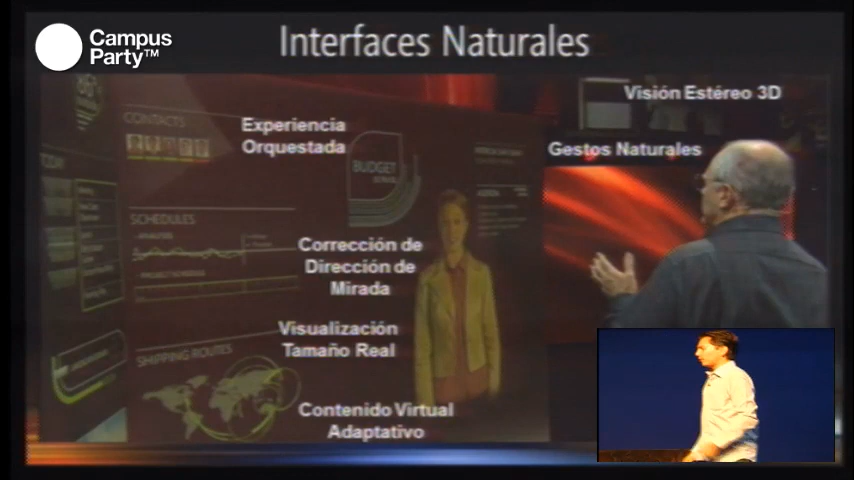 Campus
Party™
Interfaces Naturales
Visión Estéreo 3D
Experiencia
Orquestada
Gestos Naturales
CONTACTS
BUDGET
TODAY
SCHEDULES
Corrección de
Dirección de
Mirada
Visualización
Tamaño Real
SHIPPING ROUTES
Contenido Virtual
Adaptativo